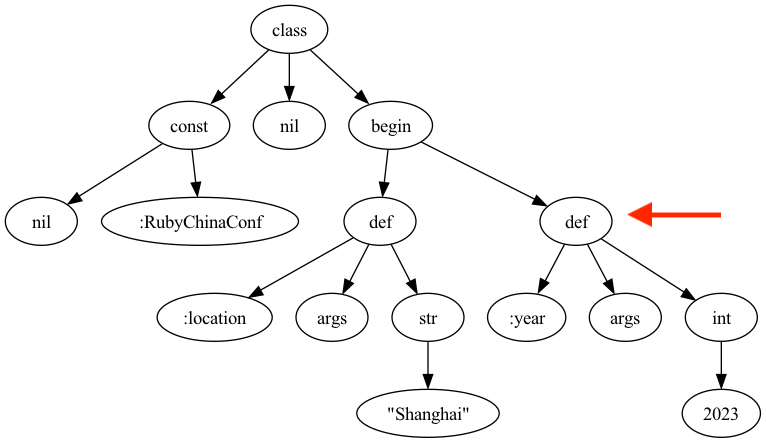 class
const
nil
begin
nil
:RubyChinaConf
def
def
:location
args
str
:year
args
int
"Shanghai"
2023